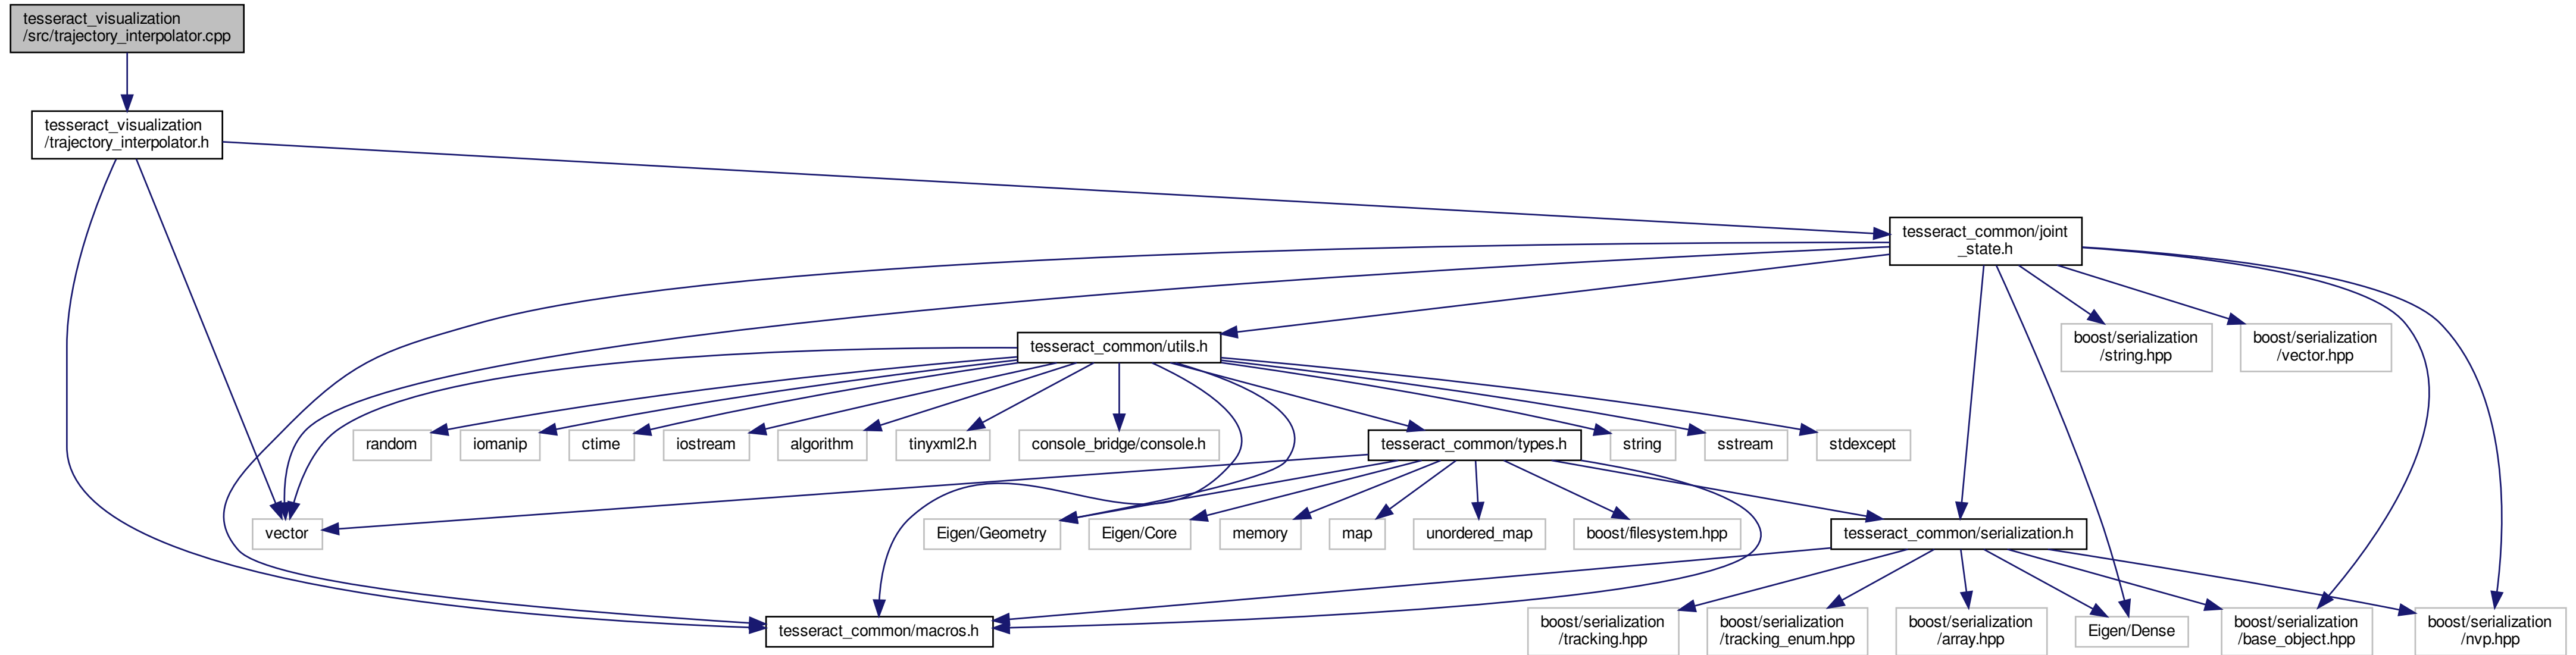 tesseract_visualization
/src/trajectory_interpolator.cpp
tesseract_visualization
/trajectory_interpolator.h
tesseract_common/joint
_state.h
tesseract_common/utils.h
boost/serialization
/string.hpp
boost/serialization
/vector.hpp
random
iomanip
ctime
iostream
algorithm
tinyxml2.h
console_bridge/console.h
tesseract_common/types.h
string
sstream
stdexcept
vector
Eigen/Geometry
Eigen/Core
memory
map
unordered_map
boost/filesystem.hpp
tesseract_common/serialization.h
tesseract_common/macros.h
boost/serialization
/tracking.hpp
boost/serialization
/tracking_enum.hpp
boost/serialization
/array.hpp
Eigen/Dense
boost/serialization
/base_object.hpp
boost/serialization
/nvp.hpp